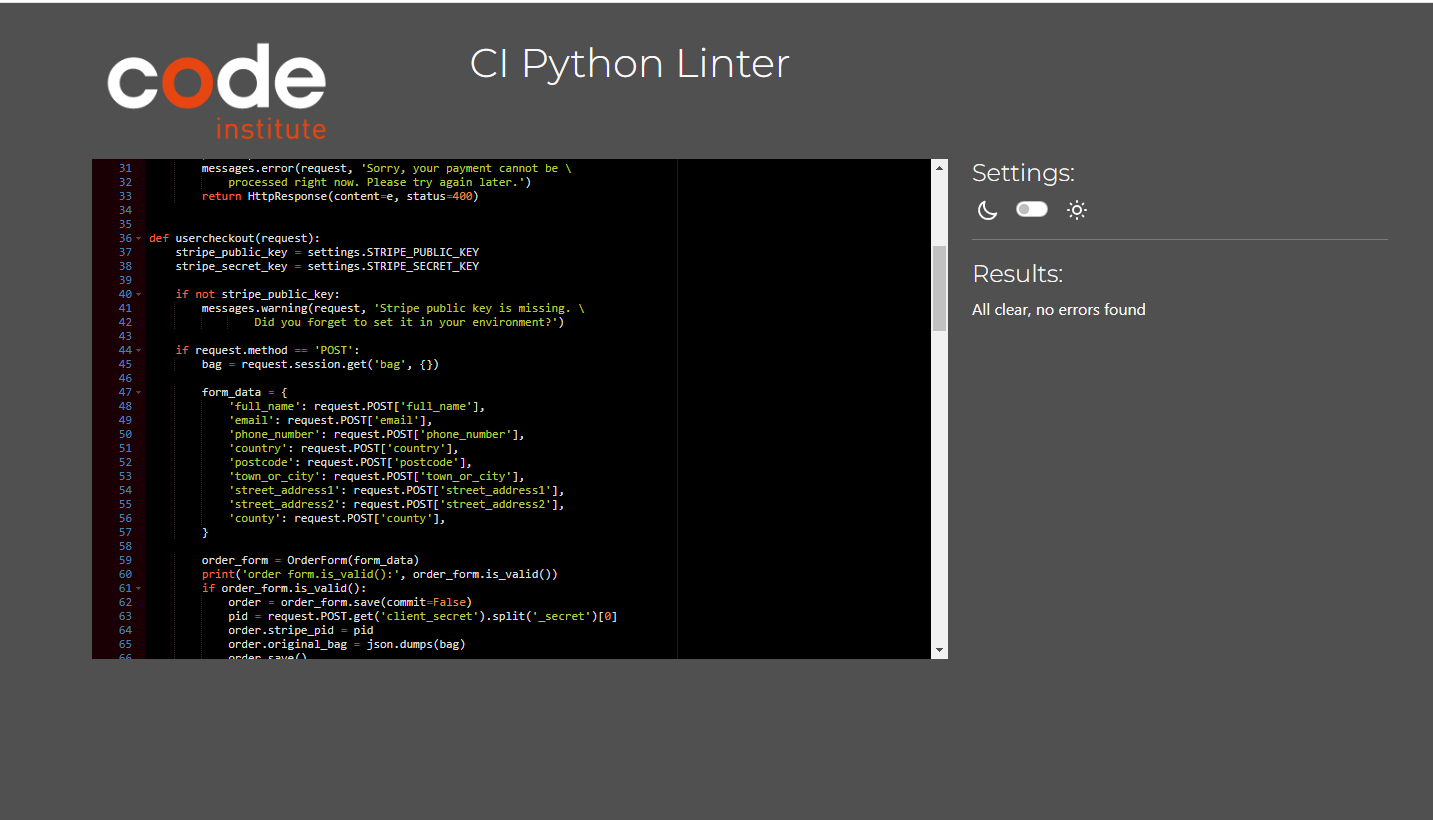 code
institute
CI Python Linter
31 messages.error(request, 'Sorry, your payment cannot be \
32 processed right now. Please try again later.')
33 return HttpResponse(content=e, status=400)
34
35
36 def usercheckout(request):
37 stripe_public_key = settings.STRIPE_PUBLIC_KEY
38 stripe_secret_key = settings.STRIPE_SECRET_KEY
39
40 if not stripe_public_key:
41 messages.warning(request, 'Stripe public key is missing. \
42 Did you forget to set it in your environment?')
43
44 if request.method == 'POST':
45 bag = request.session.get('bag', {})
46
47 form_data = {
48 'full_name': request.POST['full_name'],
49 'email': request.POST['email'],
50 'phone_number': request.POST['phone_number'],
51 'country': request.POST['country'],
52 'postcode': request.POST['postcode'],
53 'town_or_city': request.POST['town_or_city'],
54 'street_address1': request.POST['street_address1'],
55 'street_address2': request.POST['street_address2'],
56 'county': request.POST['county'],
57 }
58
59 order_form = OrderForm(form_data)
60 print('order form.is_valid():', order_form.is_valid())
61 if order_form.is_valid():
62 order = order_form.save(commit=False)
63 pid = request.POST.get('client_secret').split('_secret')[0]
64 order.stripe_pid = pid
65 order.original_bag = json.dumps(bag)
66 order.save()
Settings:
Results:
All clear, no errors found